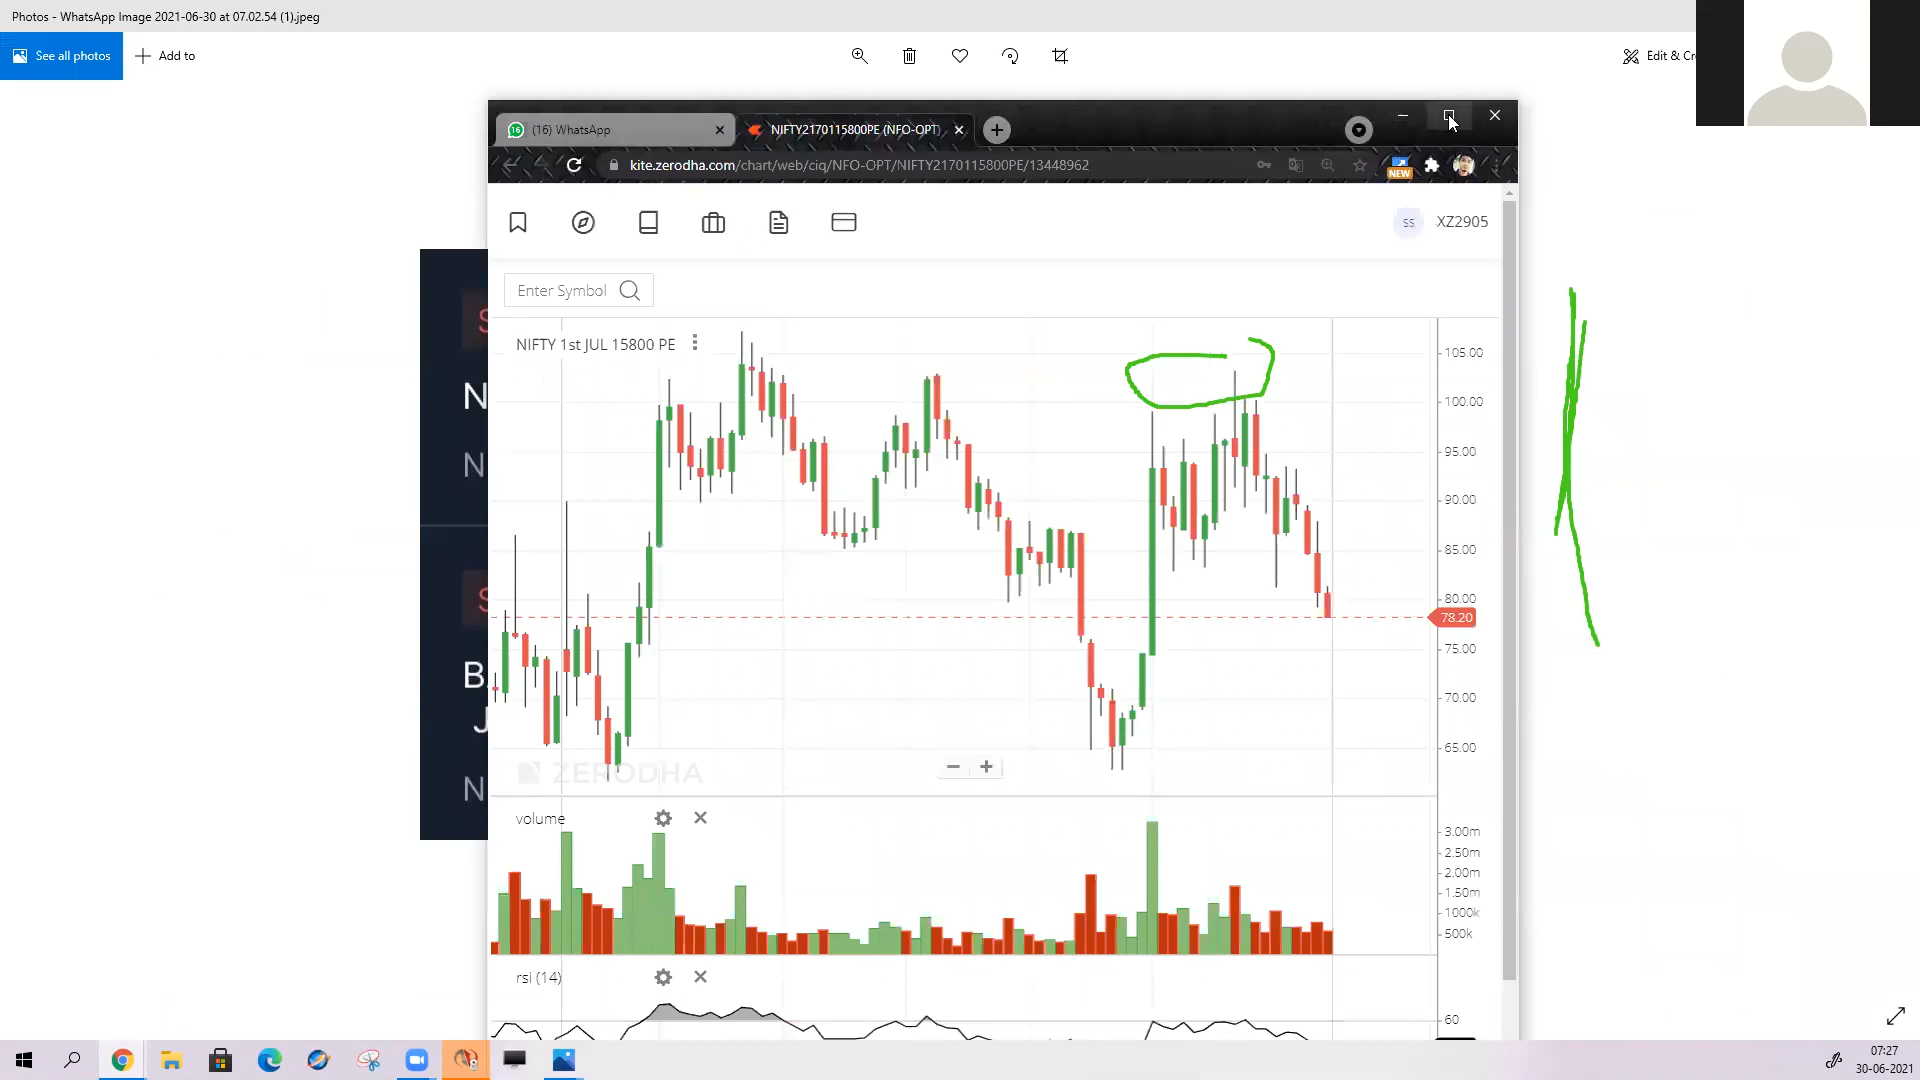 Photos - WhatsApp Image 2021-06-30 at 07.02.54 (1).jpeg
See all photos
Add to
Edit & Cr
(16) WhatsApp
NIFTY2170115800PE (NFO-OPT)
kite.zerodha.com/chart/web/ciq/NFO-OPT/NIFTY2170115800PE/13448962
NEW
SS
XZ2905
Enter Symbol
NIFTY 1st JUL 15800 PE
105.00
100.00
95.00
90.00
85.00
80.00
78.20
75.00
70.00
65.00
N
N
B
J
N
ZERODHA
volume
3.00m
2.50m
2.00m
1.50m
1000k
500k
rsi (14)
60
07:27
30-06-2021